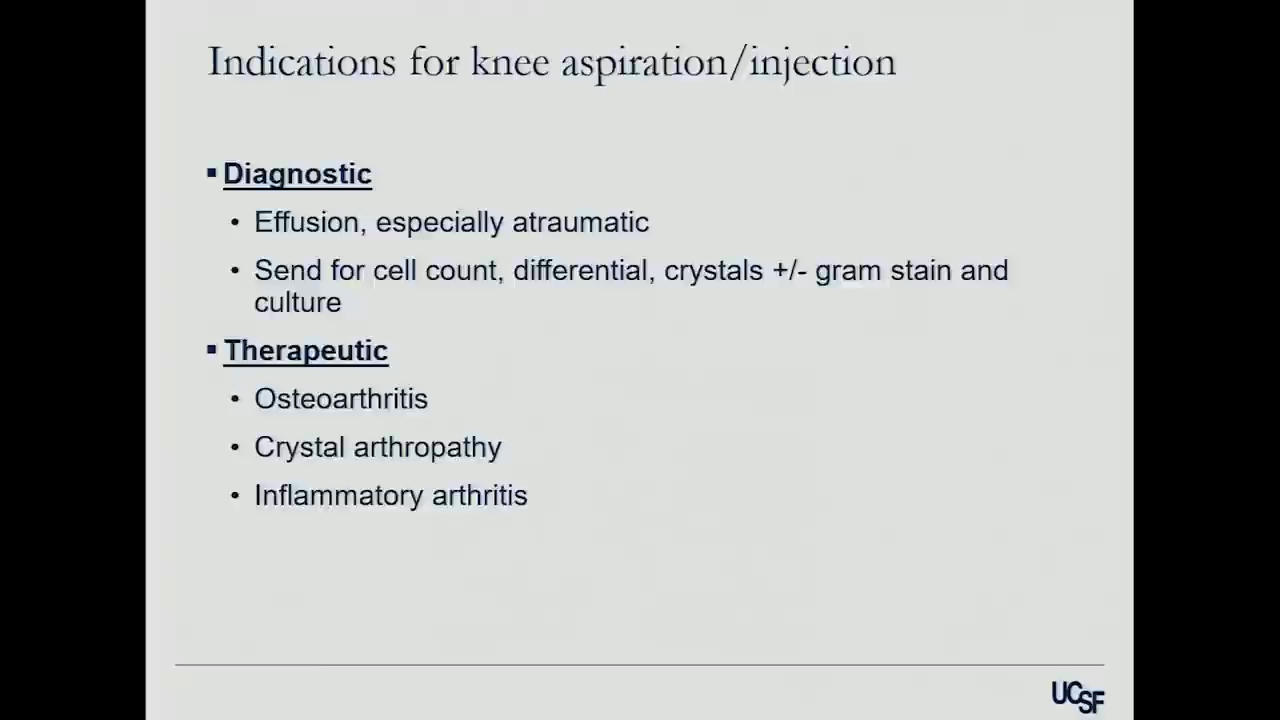 Indications for knee aspiration/injection
▪ Diagnostic
• Effusion, especially atraumatic
• Send for cell count, differential, crystals +/- gram stain and
culture
▪ Therapeutic
• Osteoarthritis
• Crystal arthropathy
• Inflammatory arthritis
UCSF